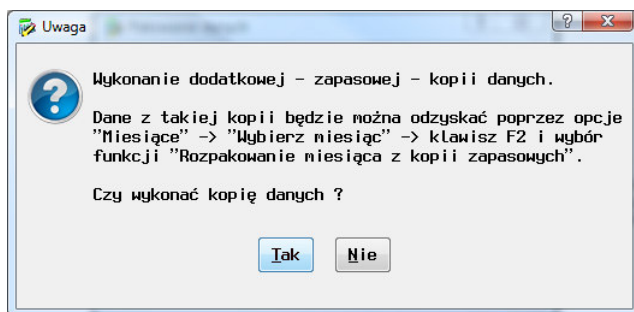 Uwaga
Wykonanie dodatkowej - zapasowej - kopii danych.
Dane z takiej kopii będzie można odzyskać poprzez opcje
"Miesiące" -> "Wybierz miesiąc" -> klawisz F2 i wybór
funkcji "Rozpakowanie miesiąca z kopii zapasowych".
Czy wykonać kopię danych ?
Tak
Nie